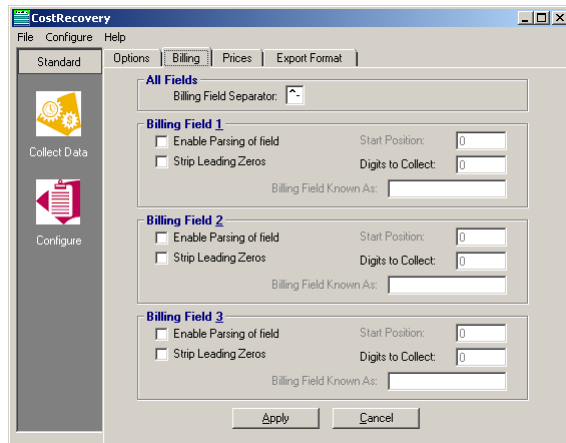 CostRecovery
File Configure Help
Standard
Options Billing Prices Export Format
All Fields
Billing Field Separator: ^-
Collect Data
Configure
Billing Field 1
Enable Parsing of field Start Position: 0
Strip Leading Zeros Digits to Collect: 0
Billing Field Known As:
Billing Field 2
Enable Parsing of field Start Position: 0
Strip Leading Zeros Digits to Collect: 0
Billing Field Known As:
Billing Field 3
Enable Parsing of field Start Position: 0
Strip Leading Zeros Digits to Collect: 0
Billing Field Known As:
Apply Cancel